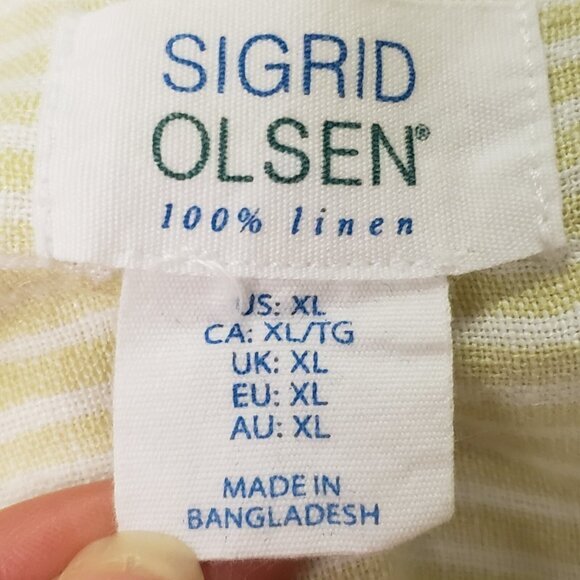 SIGRID
OLSEN®
100% linen
US: XL
CA: XL/TG
UK: XL
EU: XL
AU: XL
MADE IN
BANGLADESH